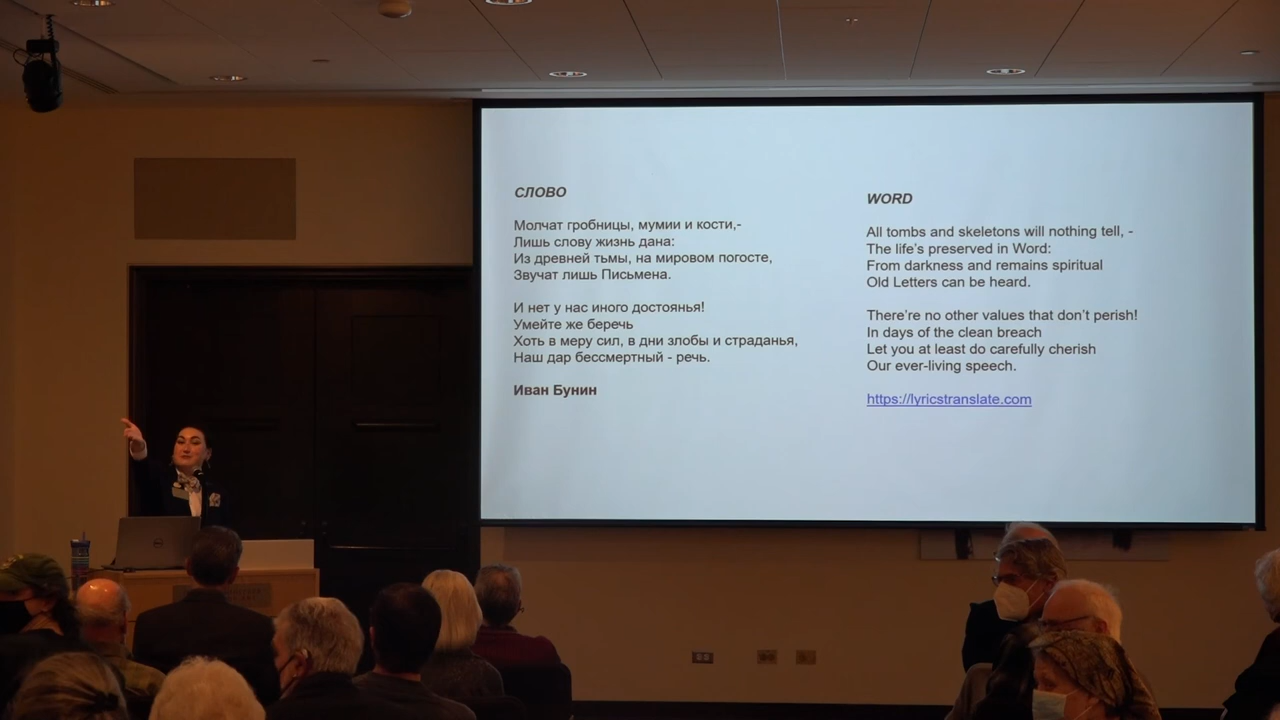 СЛОВО
Молчат гробницы, мумии и кости,-
Лишь слову жизнь дана:
Из древней тьмы, на мировом погосте,
Звучат лишь Письмена.
И нет у нас иного достоянья!
Умейте же беречь
Хоть в меру сил, в дни злобы и страданья,
Наш дар бессмертный - речь.
Иван Бунин
WORD
All tombs and skeletons will nothing tell, -
The life's preserved in Word:
From darkness and remains spiritual
Old Letters can be heard.
There're no other values that don't perish!
In days of the clean breach
Let you at least do carefully cherish
Our ever-living speech.
https://lyricstranslate.com